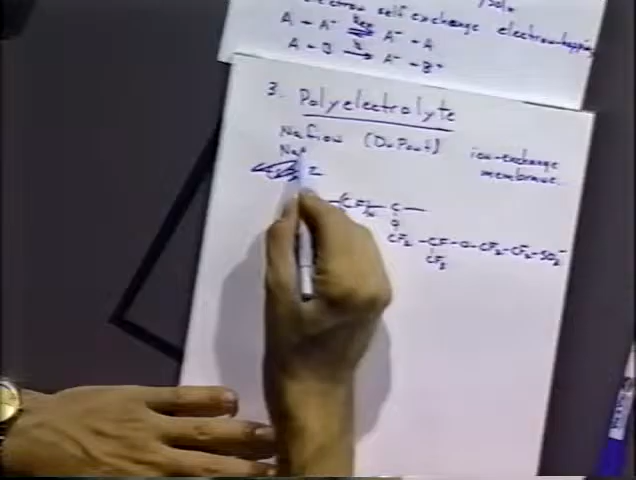 electron self exchange electron hopping
A + A⁻ ⇌ A⁻ + A
A + B → A⁻ + B⁺
3. Polyelectrolyte
Nafion (DuPont) ion-exchange
Na⁺ membrane
(CF₂) C
O
CF₂ - CF - O - CF₂ - CF₂ - SO₃⁻
CF₃